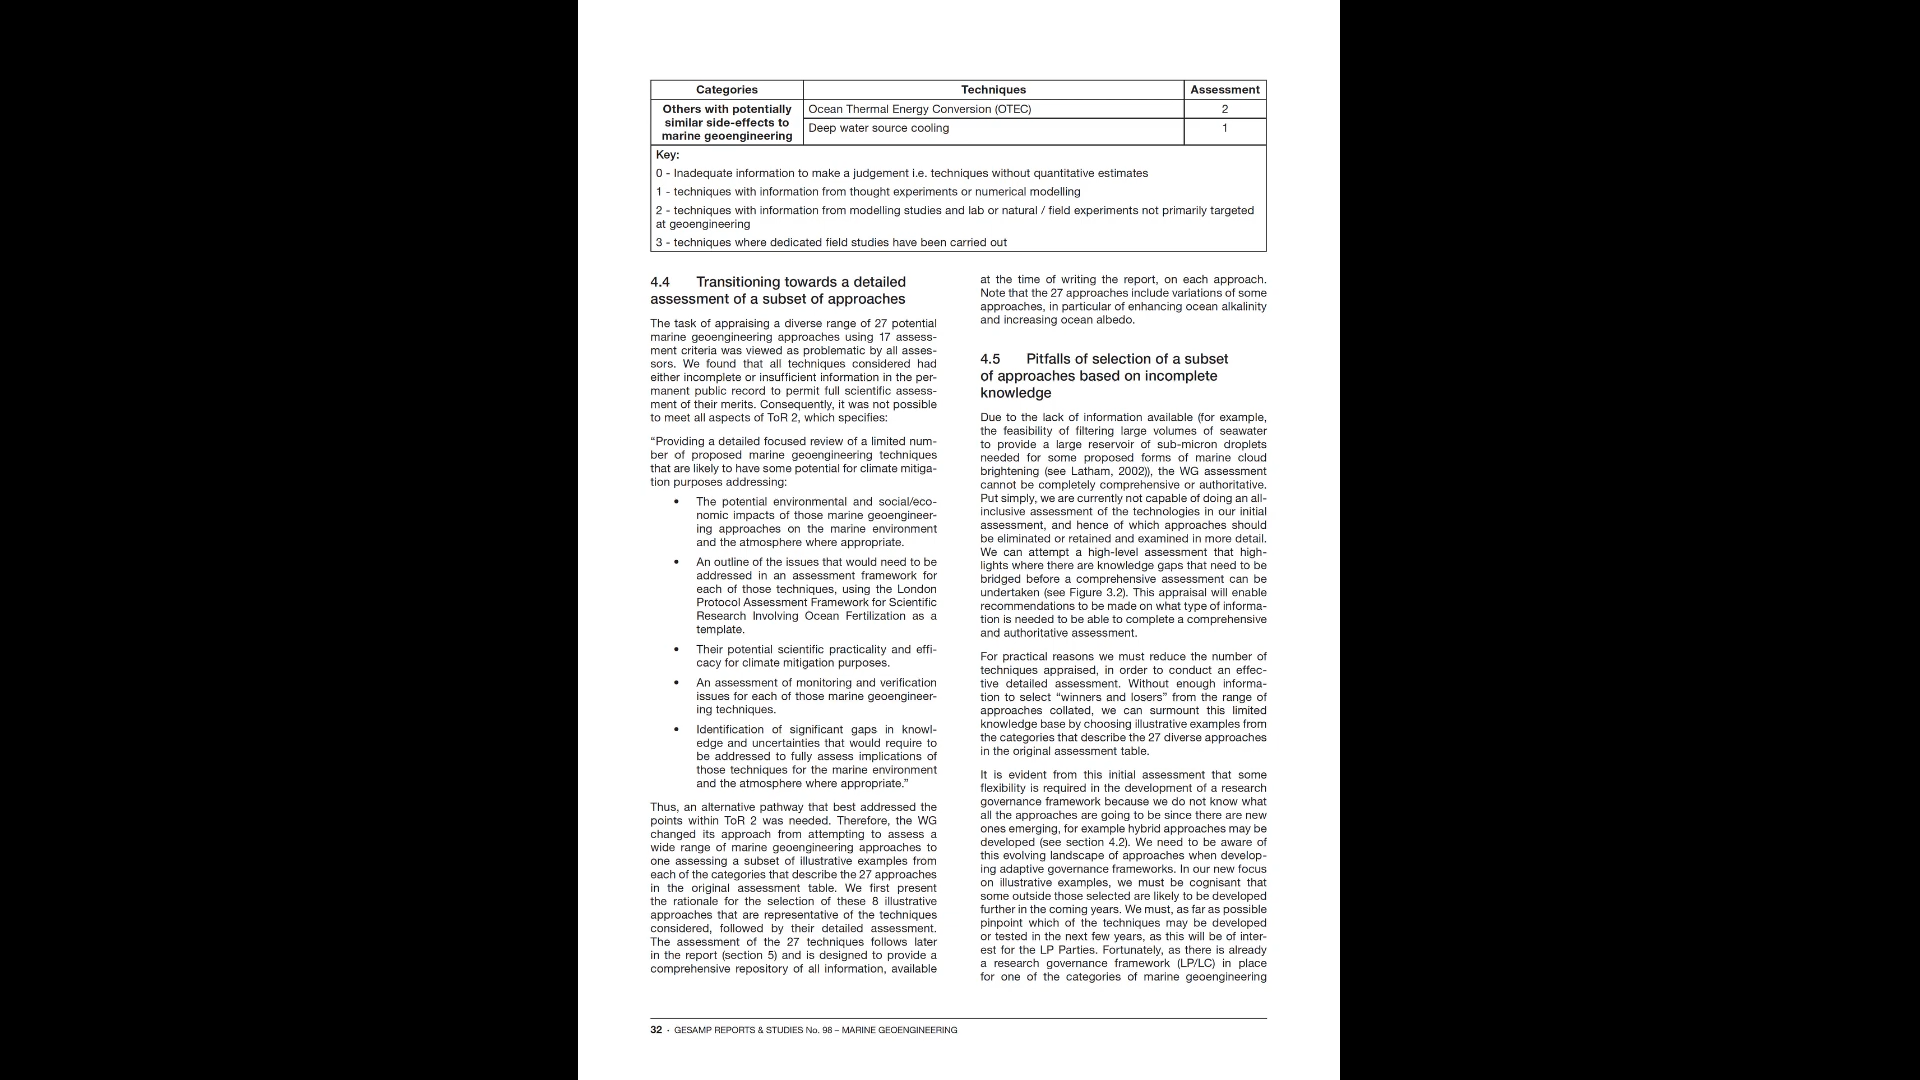 Categories Techniques Assessment
Others with potentially
similar side-effects to
marine geoengineering
Ocean Thermal Energy Conversion (OTEC) 2
Deep water source cooling 1
Key:
0 - Inadequate information to make a judgement i.e. techniques without quantitative estimates
1 - techniques with information from thought experiments or numerical modelling
2 - techniques with information from modelling studies and lab or natural / field experiments not primarily targeted
at geoengineering
3 - techniques where dedicated field studies have been carried out
4.4 Transitioning towards a detailed
assessment of a subset of approaches
The task of appraising a diverse range of 27 potential
marine geoengineering approaches using 17 assess-
ment criteria was viewed as problematic by all asses-
sors. We found that all techniques considered had
either incomplete or insufficient information in the per-
manent public record to permit full scientific assess-
ment of their merits. Consequently, it was not possible
to meet all aspects of ToR 2, which specifies:
“Providing a detailed focused review of a limited num-
ber of proposed marine geoengineering techniques
that are likely to have some potential for climate mitiga-
tion purposes addressing:
• The potential environmental and social/eco-
nomic impacts of those marine geoengineer-
ing approaches on the marine environment
and the atmosphere where appropriate.
• An outline of the issues that would need to be
addressed in an assessment framework for
each of those techniques, using the London
Protocol Assessment Framework for Scientific
Research Involving Ocean Fertilization as a
template.
• Their potential scientific practicality and effi-
cacy for climate mitigation purposes.
• An assessment of monitoring and verification
issues for each of those marine geoengineer-
ing techniques.
• Identification of significant gaps in knowl-
edge and uncertainties that would require to
be addressed to fully assess implications of
those techniques for the marine environment
and the atmosphere where appropriate.”
Thus, an alternative pathway that best addressed the
points within ToR 2 was needed. Therefore, the WG
changed its approach from attempting to assess a
wide range of marine geoengineering approaches to
one assessing a subset of illustrative examples from
each of the categories that describe the 27 approaches
in the original assessment table. We first present
the rationale for the selection of these 8 illustrative
approaches that are representative of the techniques
considered, followed by their detailed assessment.
The assessment of the 27 techniques follows later
in the report (section 5) and is designed to provide a
comprehensive repository of all information, available
at the time of writing the report, on each approach.
Note that the 27 approaches include variations of some
approaches, in particular of enhancing ocean alkalinity
and increasing ocean albedo.
4.5 Pitfalls of selection of a subset
of approaches based on incomplete
knowledge
Due to the lack of information available (for example,
the feasibility of filtering large volumes of seawater
to provide a large reservoir of sub-micron droplets
needed for some proposed forms of marine cloud
brightening (see Latham, 2002)), the WG assessment
cannot be completely comprehensive or authoritative.
Put simply, we are currently not capable of doing an all-
inclusive assessment of the technologies in our initial
assessment, and hence of which approaches should
be eliminated or retained and examined in more detail.
We can attempt a high-level assessment that high-
lights where there are knowledge gaps that need to be
bridged before a comprehensive assessment can be
undertaken (see Figure 3.2). This appraisal will enable
recommendations to be made on what type of informa-
tion is needed to be able to complete a comprehensive
and authoritative assessment.
For practical reasons we must reduce the number of
techniques appraised, in order to conduct an effec-
tive detailed assessment. Without enough informa-
tion to select “winners and losers” from the range of
approaches collated, we can surmount this limited
knowledge base by choosing illustrative examples from
the categories that describe the 27 diverse approaches
in the original assessment table.
It is evident from this initial assessment that some
flexibility is required in the development of a research
governance framework because we do not know what
all the approaches are going to be since there are new
ones emerging, for example hybrid approaches may be
developed (see section 4.2). We need to be aware of
this evolving landscape of approaches when develop-
ing adaptive governance frameworks. In our new focus
on illustrative examples, we must be cognisant that
some outside those selected are likely to be developed
further in the coming years. We must, as far as possible
pinpoint which of the techniques may be developed
or tested in the next few years, as this will be of inter-
est for the LP Parties. Fortunately, as there is already
a research governance framework (LP/LC) in place
for one of the categories of marine geoengineering
32 · GESAMP REPORTS & STUDIES No. 98 – MARINE GEOENGINEERING